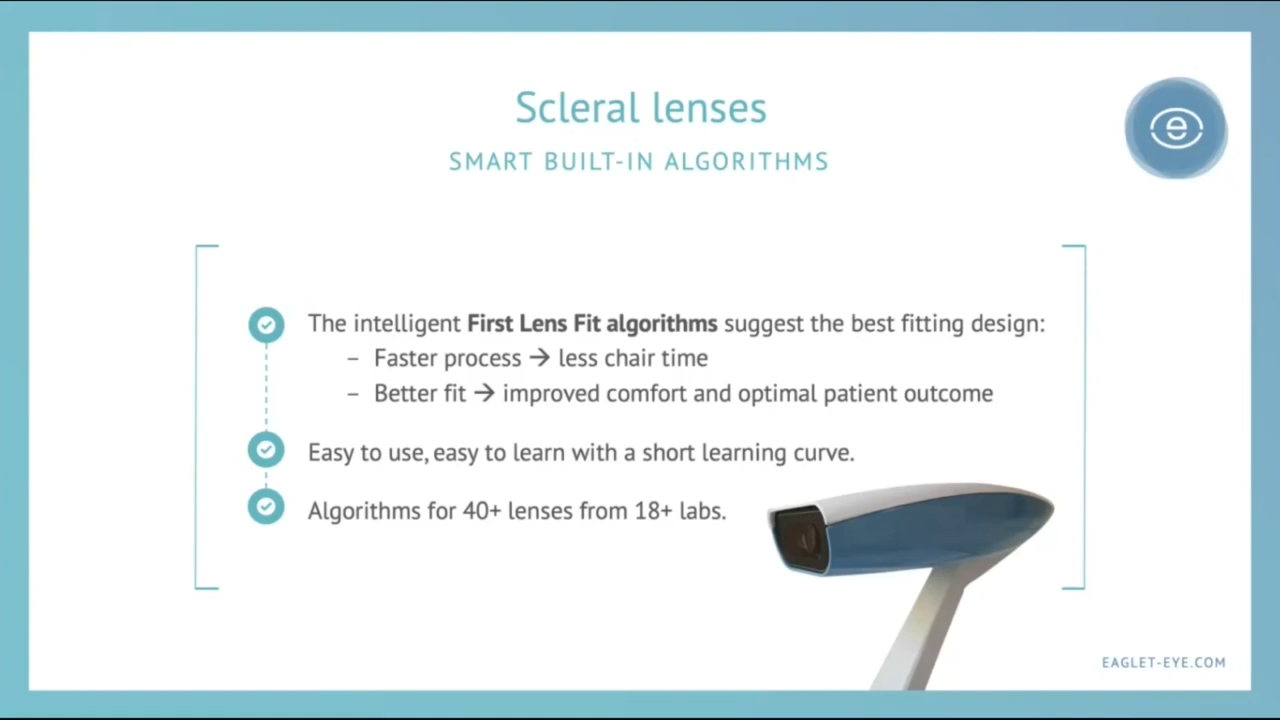 Scleral lenses
SMART BUILT-IN ALGORITHMS
e
The intelligent First Lens Fit algorithms suggest the best fitting design:
– Faster process → less chair time
– Better fit → improved comfort and optimal patient outcome
Easy to use, easy to learn with a short learning curve.
Algorithms for 40+ lenses from 18+ labs.
EAGLET-EYE.COM